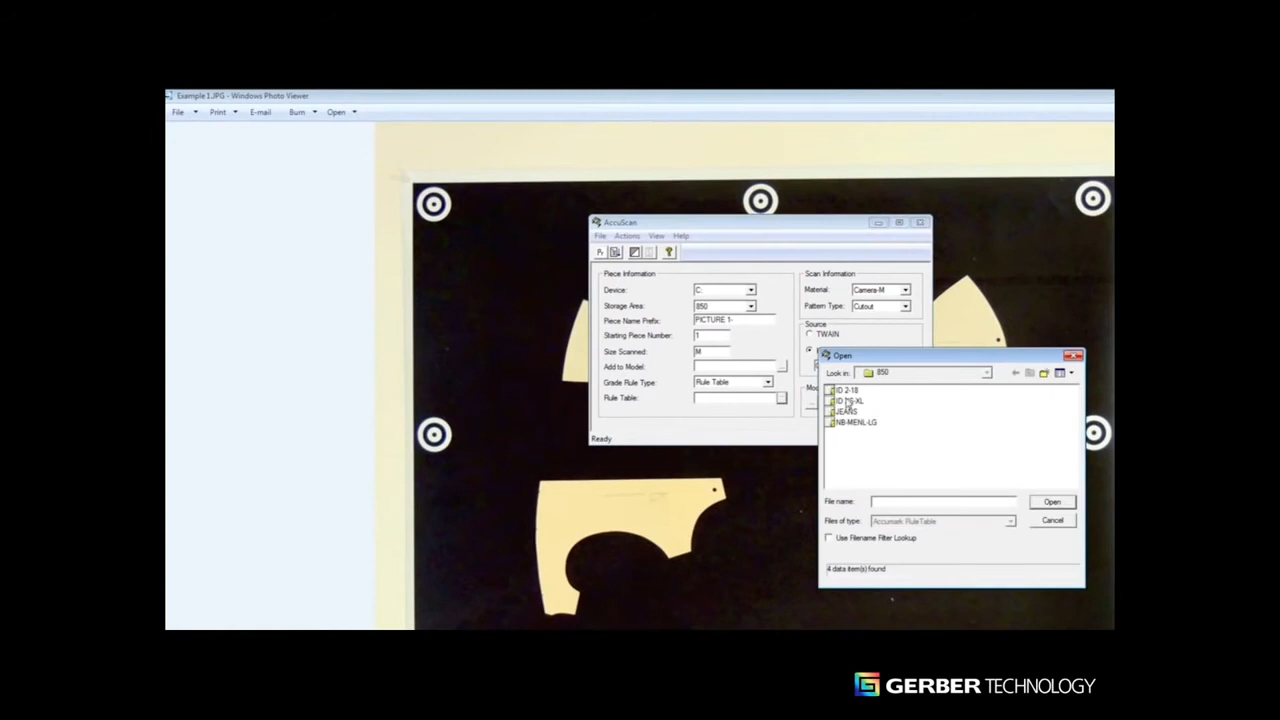 Example1.JPG - Windows Photo Viewer
File Print E-mail Burn Open
AccuScan
File Actions View Help
Piece Information
Device: C:
Storage Area: 850
Piece Name Prefix: PICTURE 1-
Starting Piece Number: 1
Size Scanned: M
Add to Model:
Grade Rule Type: Rule Table
Rule Table:
Ready
Scan Information
Material: Camera-M
Pattern Type: Cutout
Source
TWAIN
Open
Look in: 850
ID 2-18
JEANS
NB-MENL-LG
File name: Open
Files of type: Accumark RuleTable Cancel
Use Filename Filter Lookup
4 data item(s) found
GERBER TECHNOLOGY